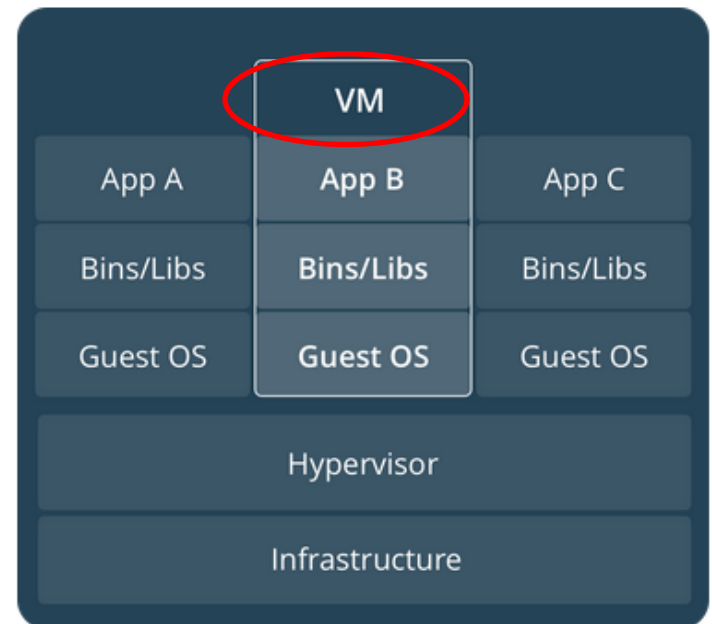 VM
App A App B App C
Bins/Libs Bins/Libs Bins/Libs
Guest OS Guest OS Guest OS
Hypervisor
Infrastructure